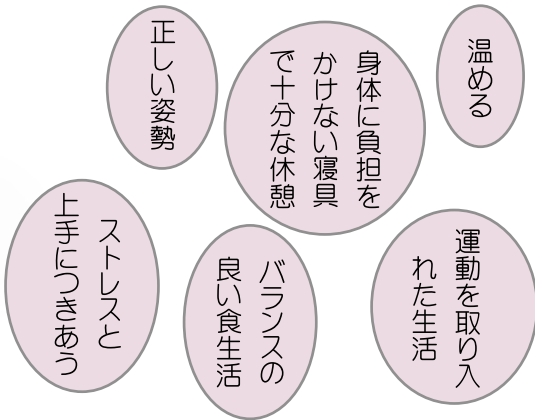 温める
身体に負担を
かけない寝具
で十分な休憩
正しい姿勢
運動を取り入
れた生活
バランスの
良い食生活
ストレスと
上手につきあう